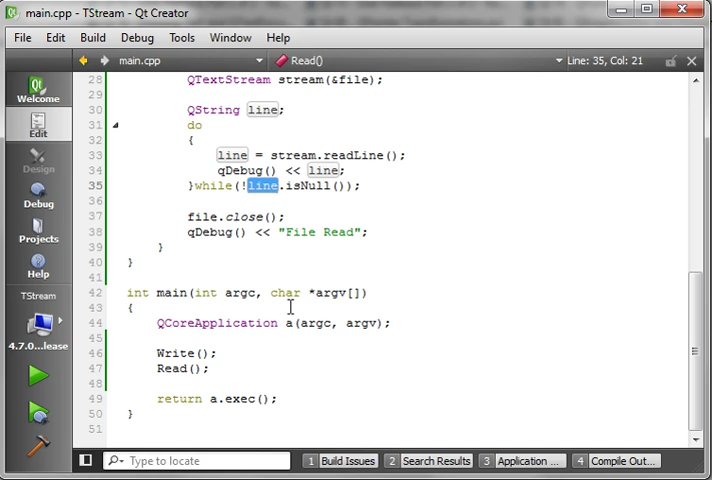 main.cpp - TStream - Qt Creator
File Edit Build Debug Tools Window Help
main.cpp Read() Line: 35, Col: 21
Welcome
Edit
Design
Debug
Projects
Help
TStream
4.7.0...lease
28 QTextStream stream(&file);
29
30 QString line;
31 do
32 {
33 line = stream.readLine();
34 qDebug() << line;
35 }while(!line.isNull());
36
37 file.close();
38 qDebug() << "File Read";
39 }
40 }
41
42 int main(int argc, char *argv[])
43 {
44 QCoreApplication a(argc, argv);
45
46 Write();
47 Read();
48
49 return a.exec();
50 }
51
Type to locate 1 Build Issues 2 Search Results 3 Application ... 4 Compile Out...